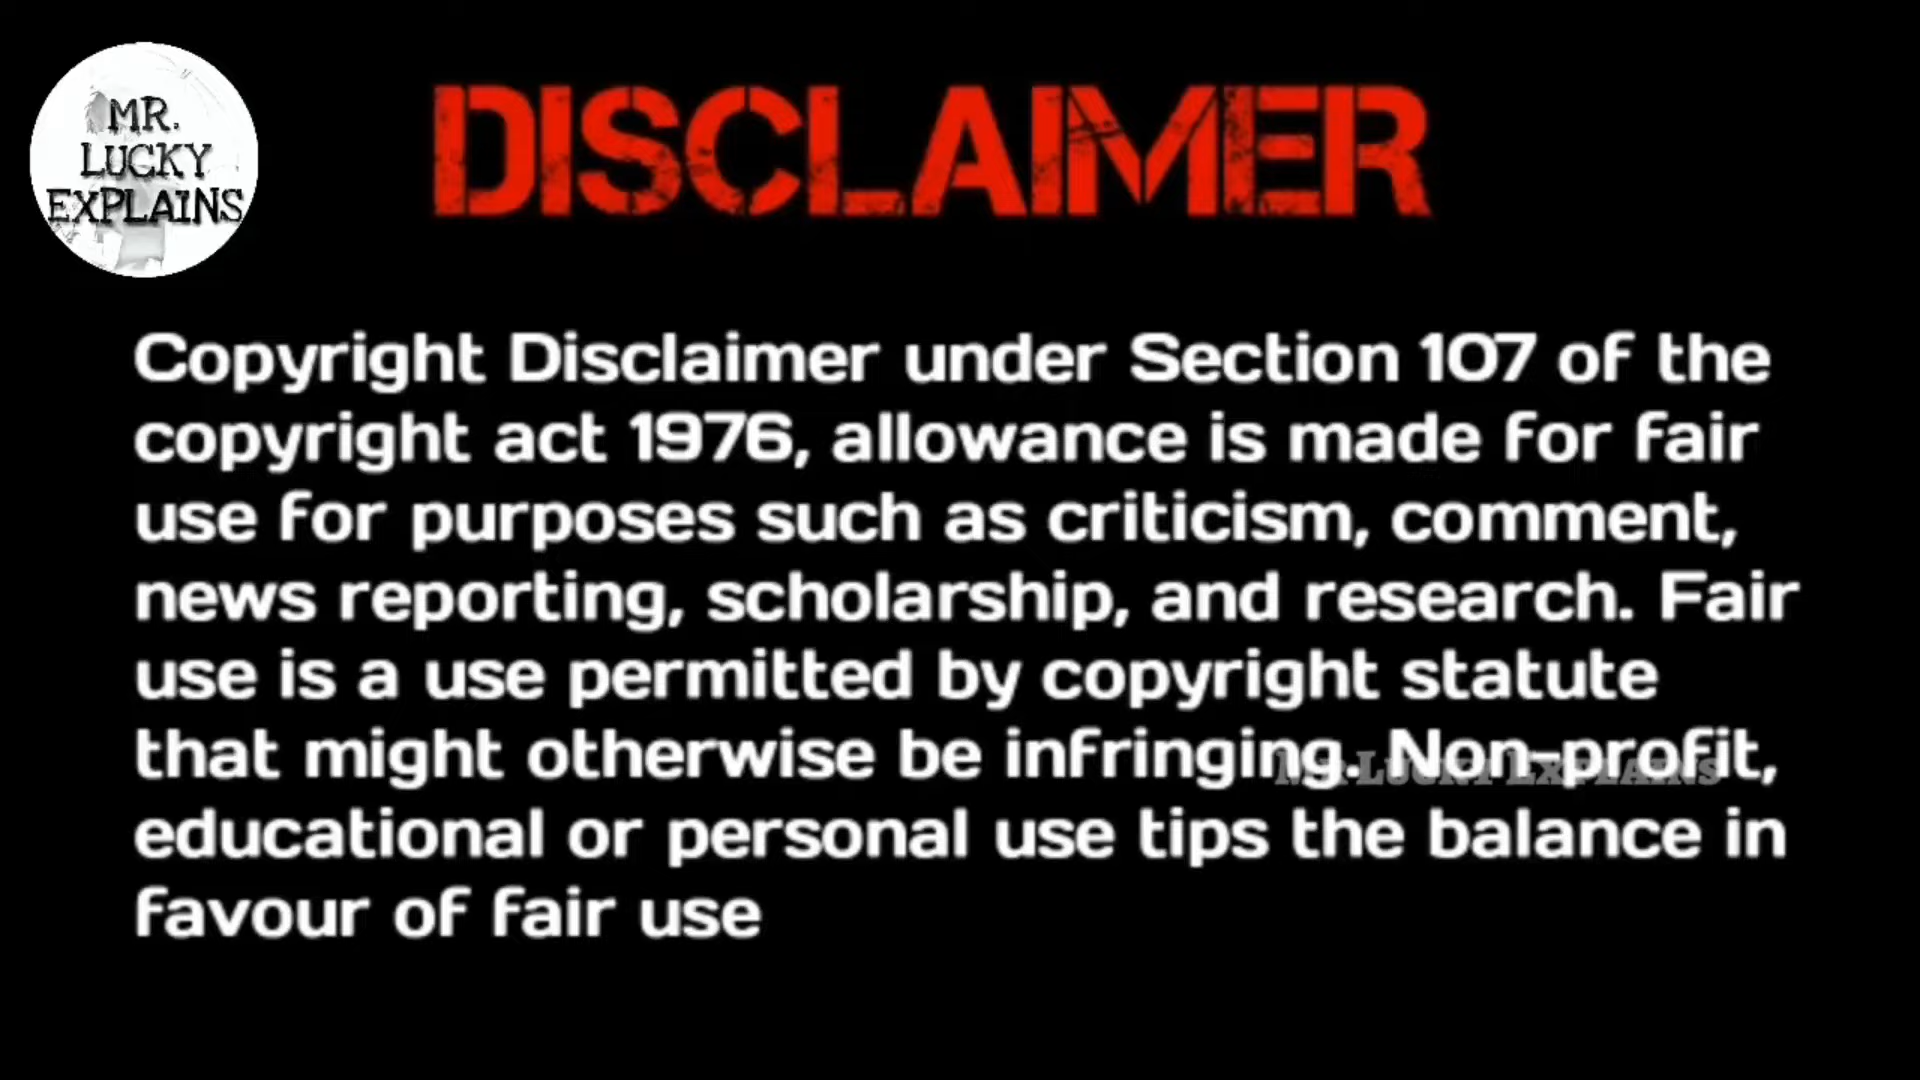 MR.
LUCKY
EXPLAINS
DISCLAIMER
Copyright Disclaimer under Section 107 of the
copyright act 1976, allowance is made for fair
use for purposes such as criticism, comment,
news reporting, scholarship, and research. Fair
use is a use permitted by copyright statute
that might otherwise be infringing. Non-profit,
Mr Lucky Explains
educational or personal use tips the balance in
favour of fair use